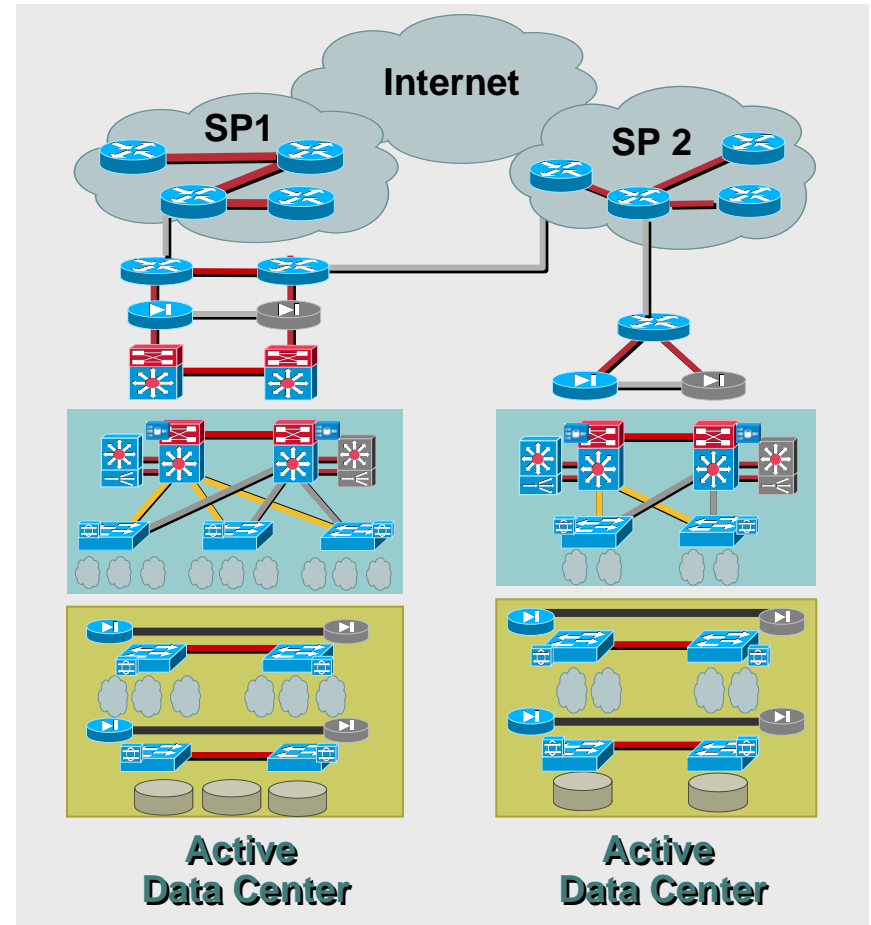 Internet
SP1
SP 2
Active
Data Center
Active
Data Center